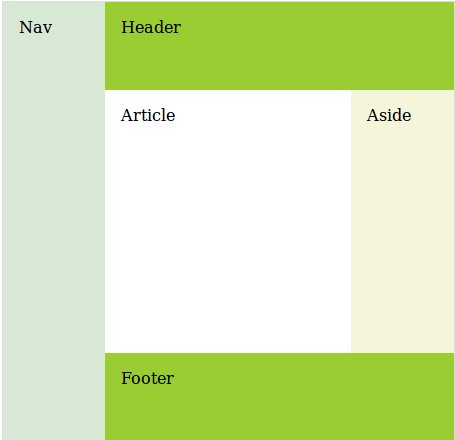 Nav
Header
Article
Aside
Footer